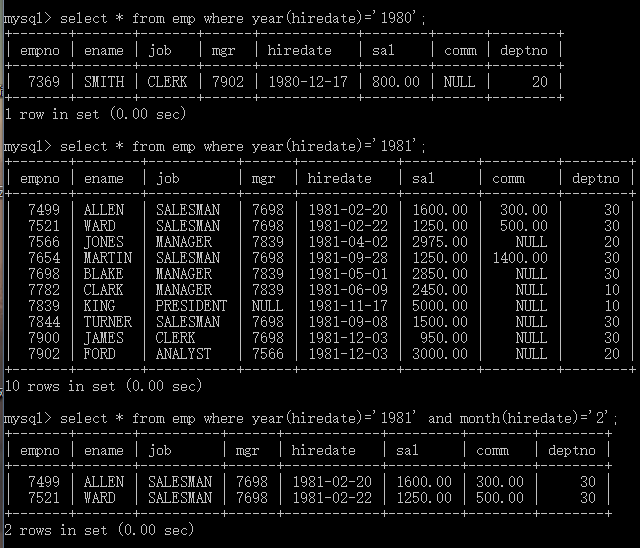 mysql> select * from emp where year(hiredate)='1980';
+-------+-------+-------+------+------------+--------+------+--------+
| empno | ename | job | mgr | hiredate | sal | comm | deptno |
+-------+-------+-------+------+------------+--------+------+--------+
| 7369 | SMITH | CLERK | 7902 | 1980-12-17 | 800.00 | NULL | 20 |
+-------+-------+-------+------+------------+--------+------+--------+
1 row in set (0.00 sec)
mysql> select * from emp where year(hiredate)='1981';
+-------+--------+-----------+------+------------+---------+---------+--------+
| empno | ename | job | mgr | hiredate | sal | comm | deptno |
+-------+--------+-----------+------+------------+---------+---------+--------+
| 7499 | ALLEN | SALESMAN | 7698 | 1981-02-20 | 1600.00 | 300.00 | 30 |
| 7521 | WARD | SALESMAN | 7698 | 1981-02-22 | 1250.00 | 500.00 | 30 |
| 7566 | JONES | MANAGER | 7839 | 1981-04-02 | 2975.00 | NULL | 20 |
| 7654 | MARTIN | SALESMAN | 7698 | 1981-09-28 | 1250.00 | 1400.00 | 30 |
| 7698 | BLAKE | MANAGER | 7839 | 1981-05-01 | 2850.00 | NULL | 30 |
| 7782 | CLARK | MANAGER | 7839 | 1981-06-09 | 2450.00 | NULL | 10 |
| 7839 | KING | PRESIDENT | NULL | 1981-11-17 | 5000.00 | NULL | 10 |
| 7844 | TURNER | SALESMAN | 7698 | 1981-09-08 | 1500.00 | NULL | 30 |
| 7900 | JAMES | CLERK | 7698 | 1981-12-03 | 950.00 | NULL | 30 |
| 7902 | FORD | ANALYST | 7566 | 1981-12-03 | 3000.00 | NULL | 20 |
+-------+--------+-----------+------+------------+---------+---------+--------+
10 rows in set (0.00 sec)
mysql> select * from emp where year(hiredate)='1981' and month(hiredate)='2';
+-------+-------+----------+------+------------+---------+--------+--------+
| empno | ename | job | mgr | hiredate | sal | comm | deptno |
+-------+-------+----------+------+------------+---------+--------+--------+
| 7499 | ALLEN | SALESMAN | 7698 | 1981-02-20 | 1600.00 | 300.00 | 30 |
| 7521 | WARD | SALESMAN | 7698 | 1981-02-22 | 1250.00 | 500.00 | 30 |
+-------+-------+----------+------+------------+---------+--------+--------+
2 rows in set (0.00 sec)